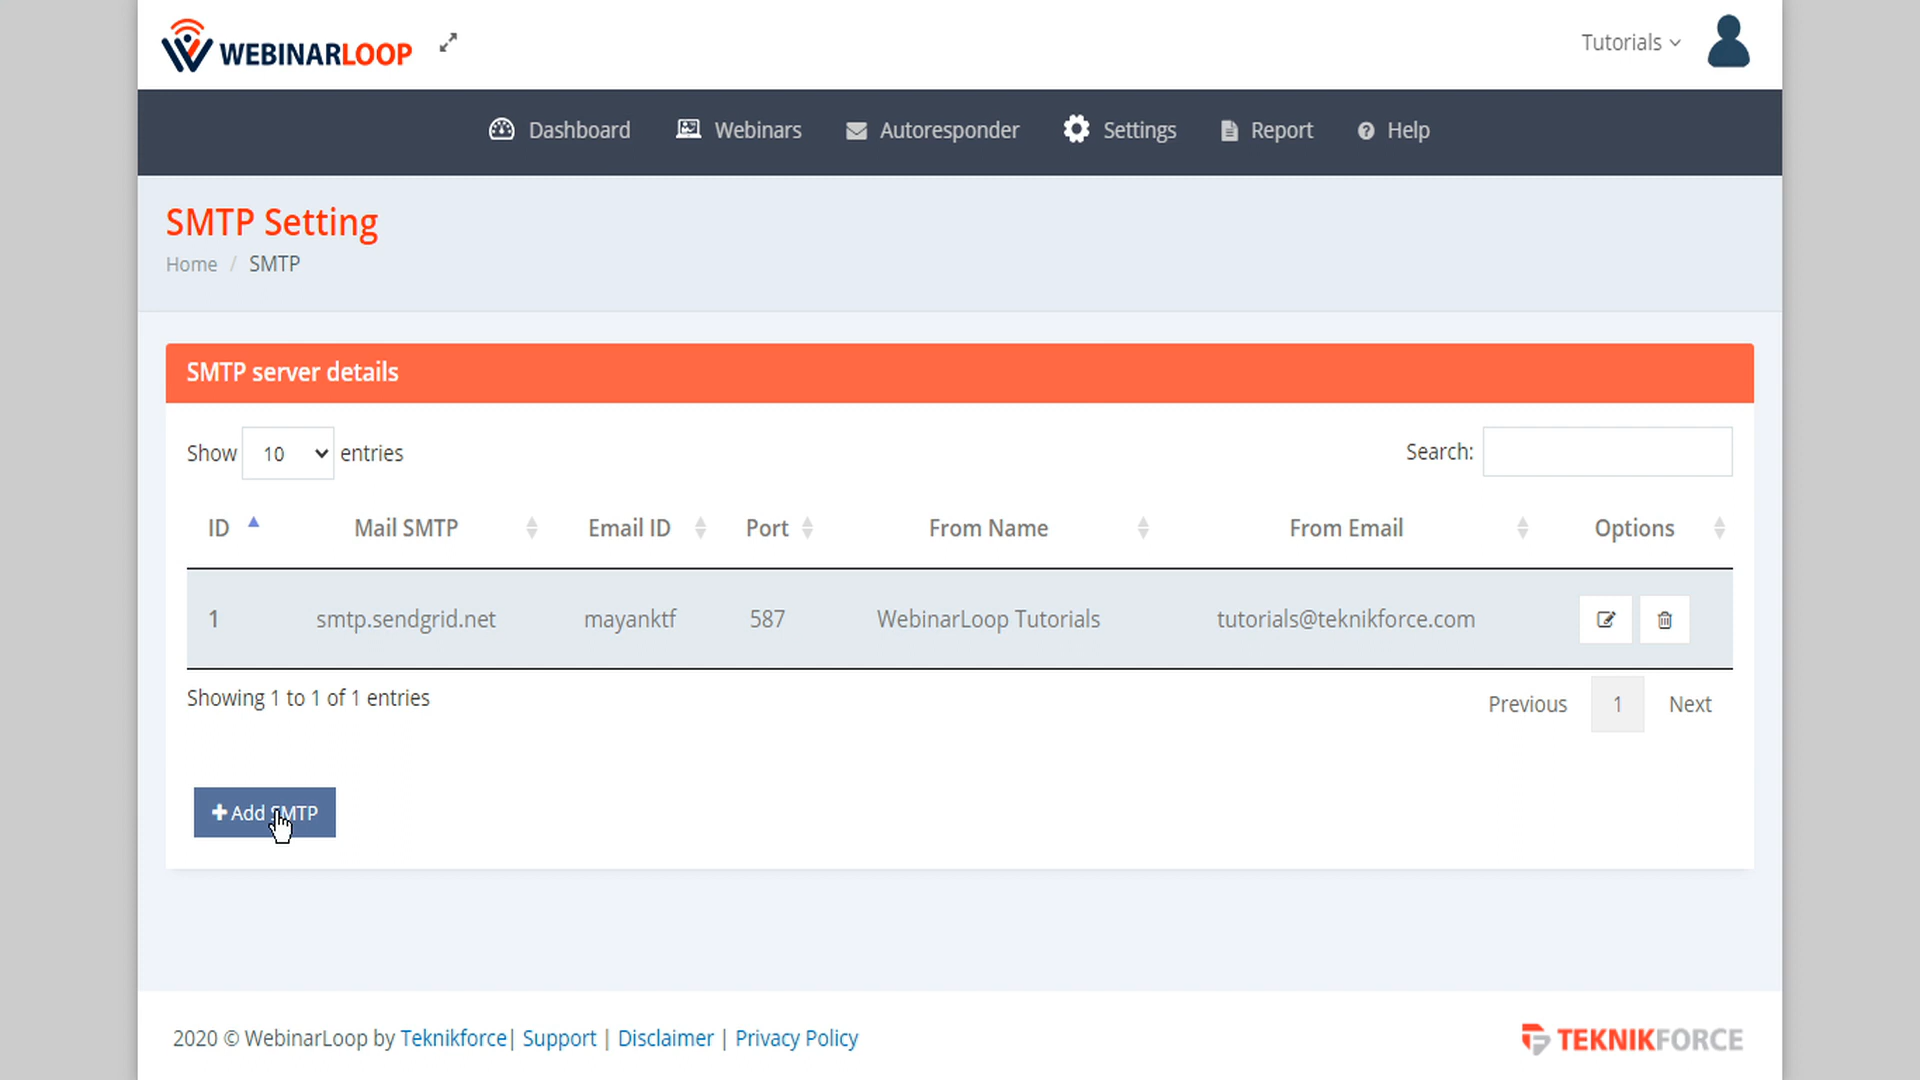 WEBINARLOOP
Tutorials
Dashboard Webinars Autoresponder Settings Report Help
SMTP Setting
Home / SMTP
SMTP server details
Show 10 entries Search:
ID Mail SMTP Email ID Port From Name From Email Options
1 smtp.sendgrid.net mayanktf 587 WebinarLoop Tutorials tutorials@teknikforce.com
Showing 1 to 1 of 1 entries
Previous 1 Next
+ Add SMTP
2020 © WebinarLoop by Teknikforce| Support | Disclaimer | Privacy Policy
TEKNIKFORCE